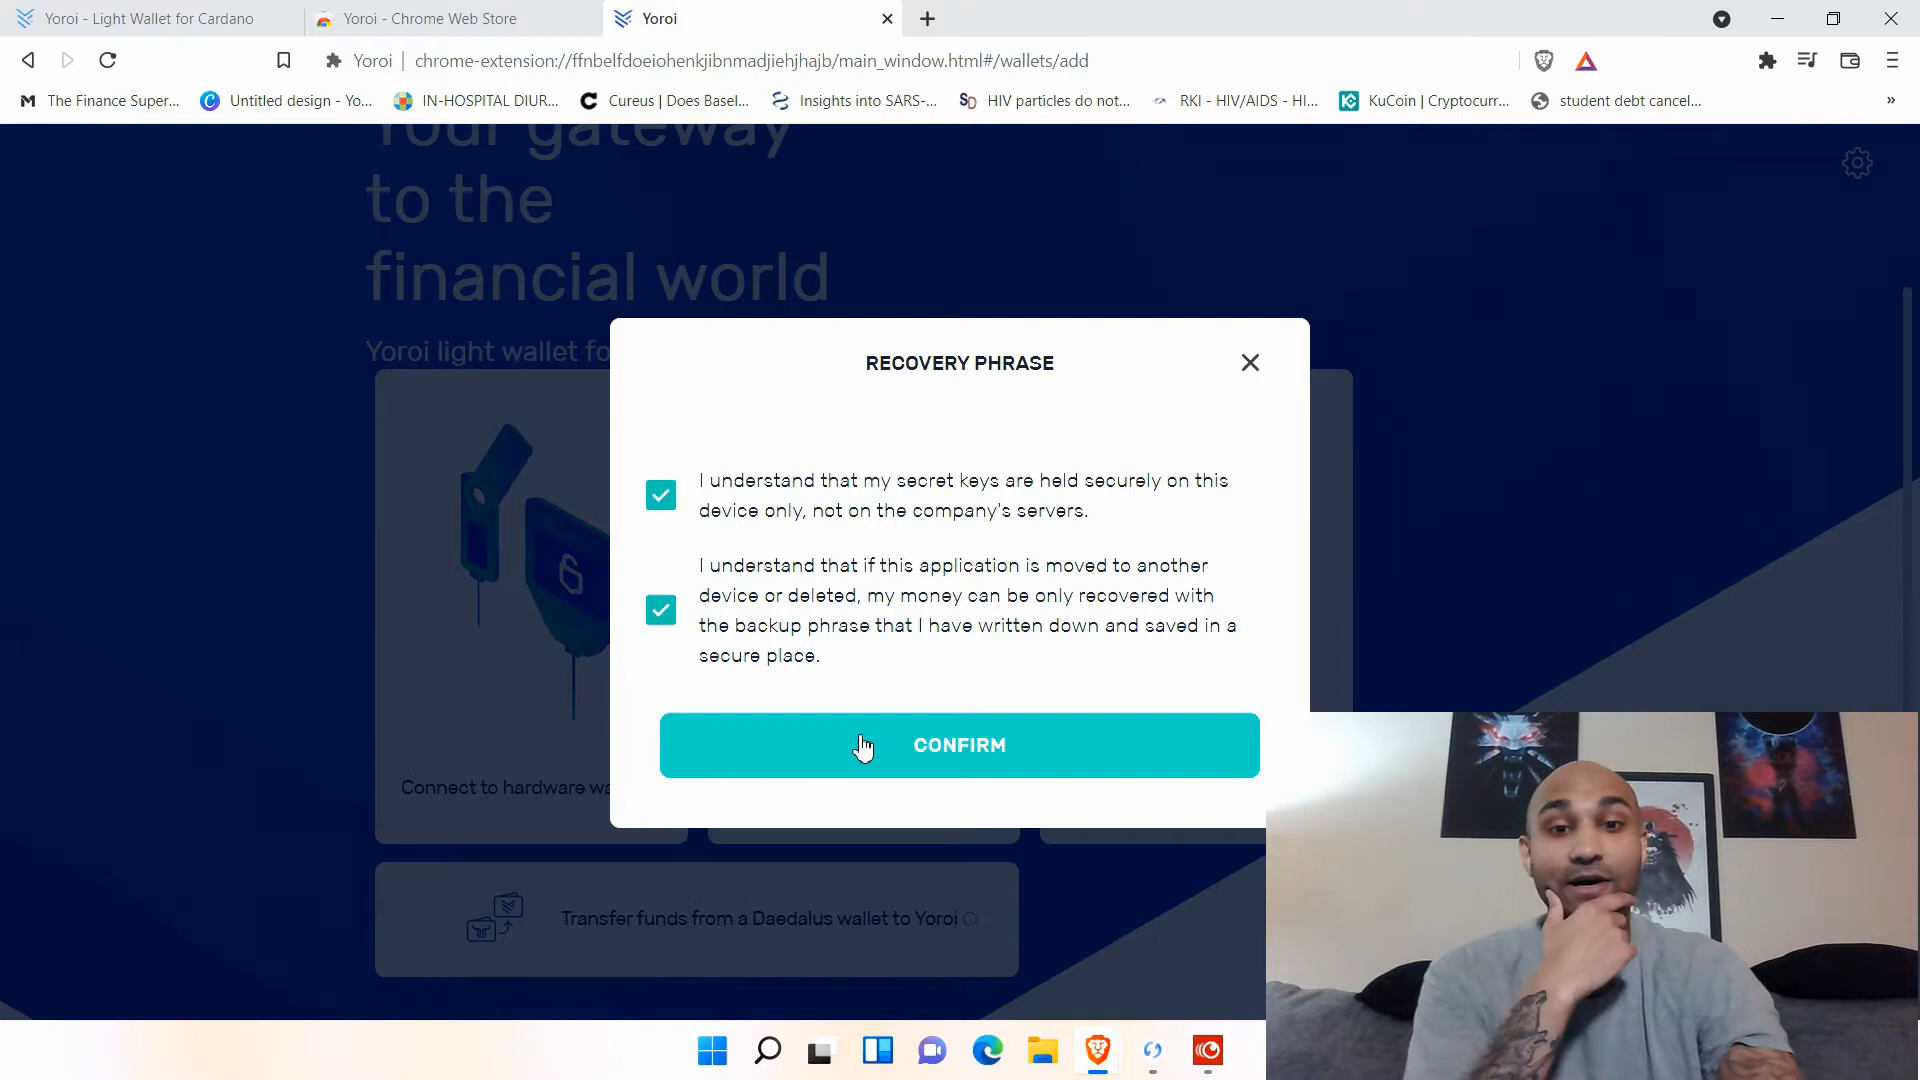 Yoroi - Light Wallet for Cardano
Yoroi - Chrome Web Store
Yoroi
Yoroi
chrome-extension://ffnbelfdoeiohenkjibnmadjiehjhajb/main_window.html#/wallets/add
The Finance Super...
Untitled design - Yo...
IN-HOSPITAL DIUR...
Cureus | Does Basel...
Insights into SARS-...
HIV particles do not...
RKI - HIV/AIDS - HI...
KuCoin | Cryptocurr...
student debt cancel...
»
Your gateway
to the
financial world
Yoroi light wallet fo
RECOVERY PHRASE
I understand that my secret keys are held securely on this
device only, not on the company's servers.
I understand that if this application is moved to another
device or deleted, my money can be only recovered with
the backup phrase that I have written down and saved in a
secure place.
CONFIRM
Connect to hardware wa
Transfer funds from a Daedalus wallet to Yoroi